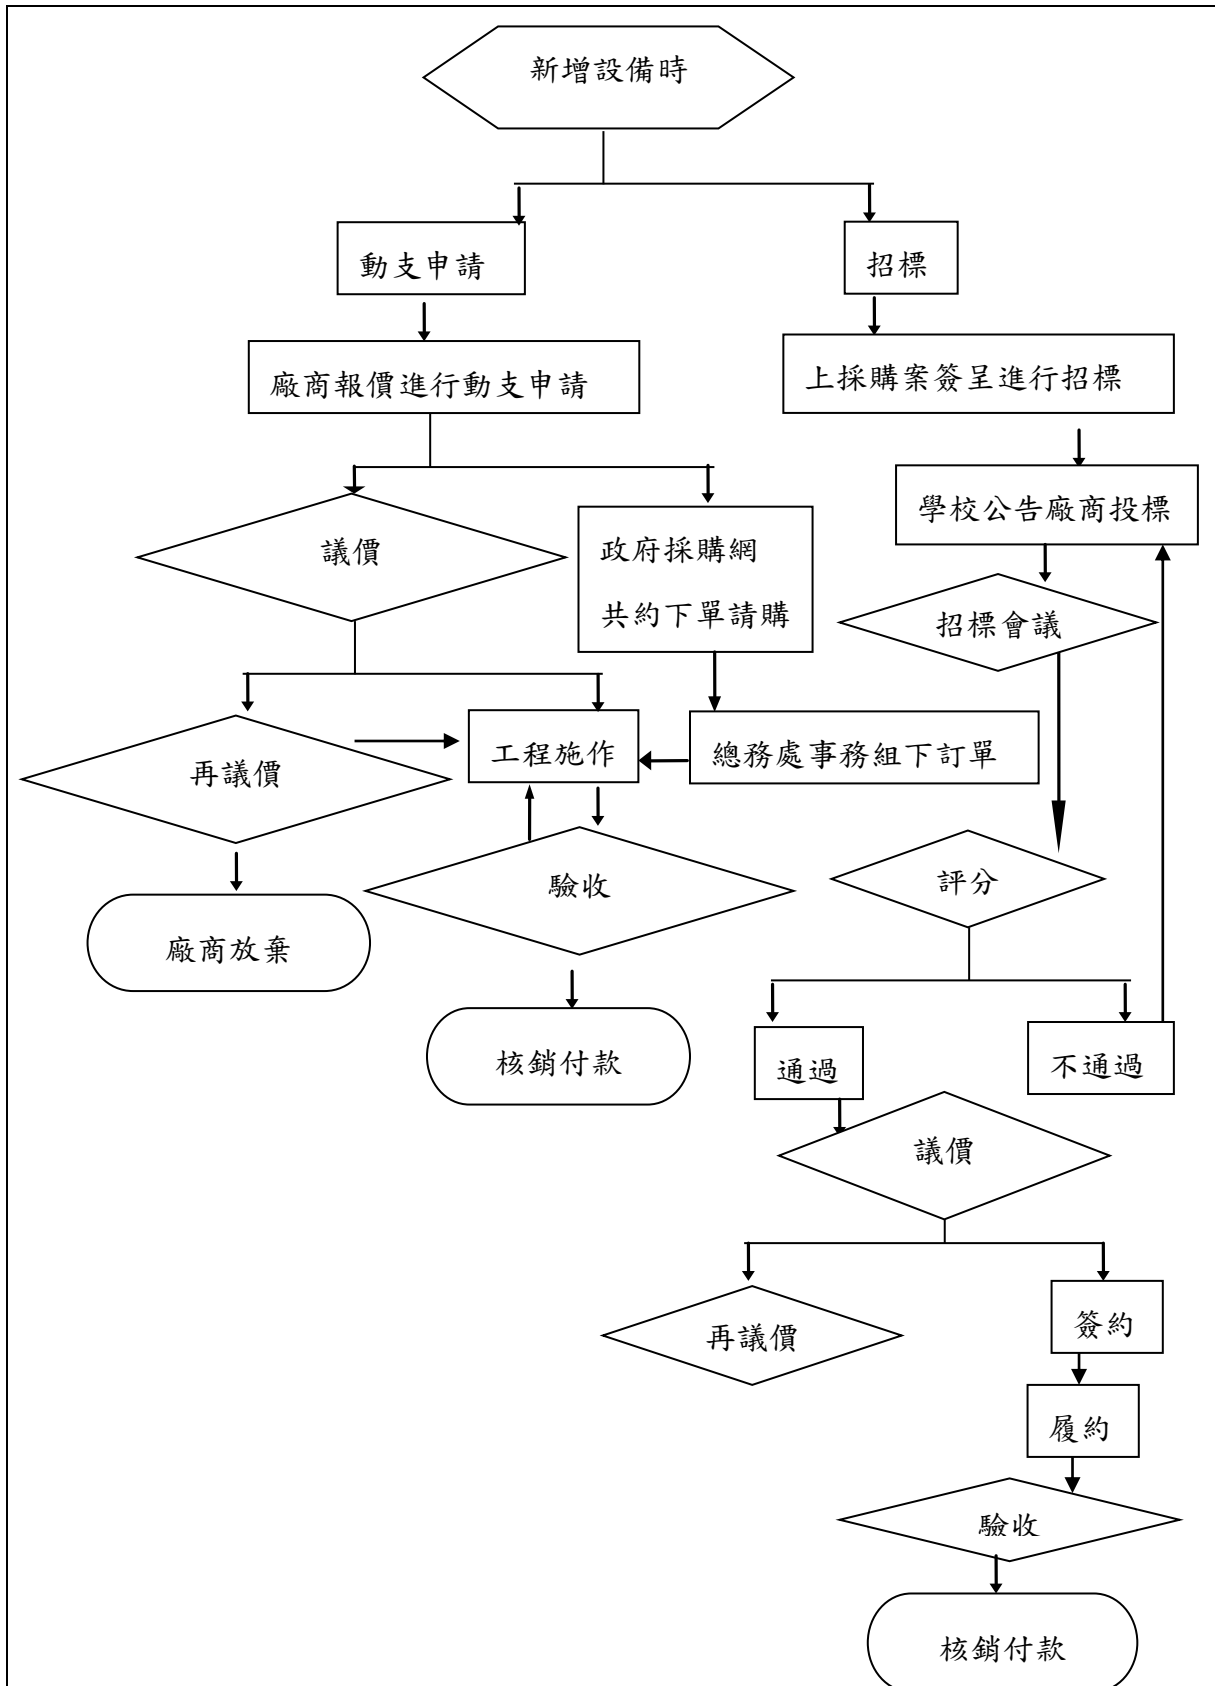 新增設備時
動支申請
招標
廠商報價進行動支申請
上採購案簽呈進行招標
學校公告廠商投標
議價
政府採購網
共約下單請購
招標會議
再議價
工程施作
總務處事務組下訂單
驗收
評分
廠商放棄
核銷付款
通過
不通過
議價
再議價
簽約
履約
驗收
核銷付款